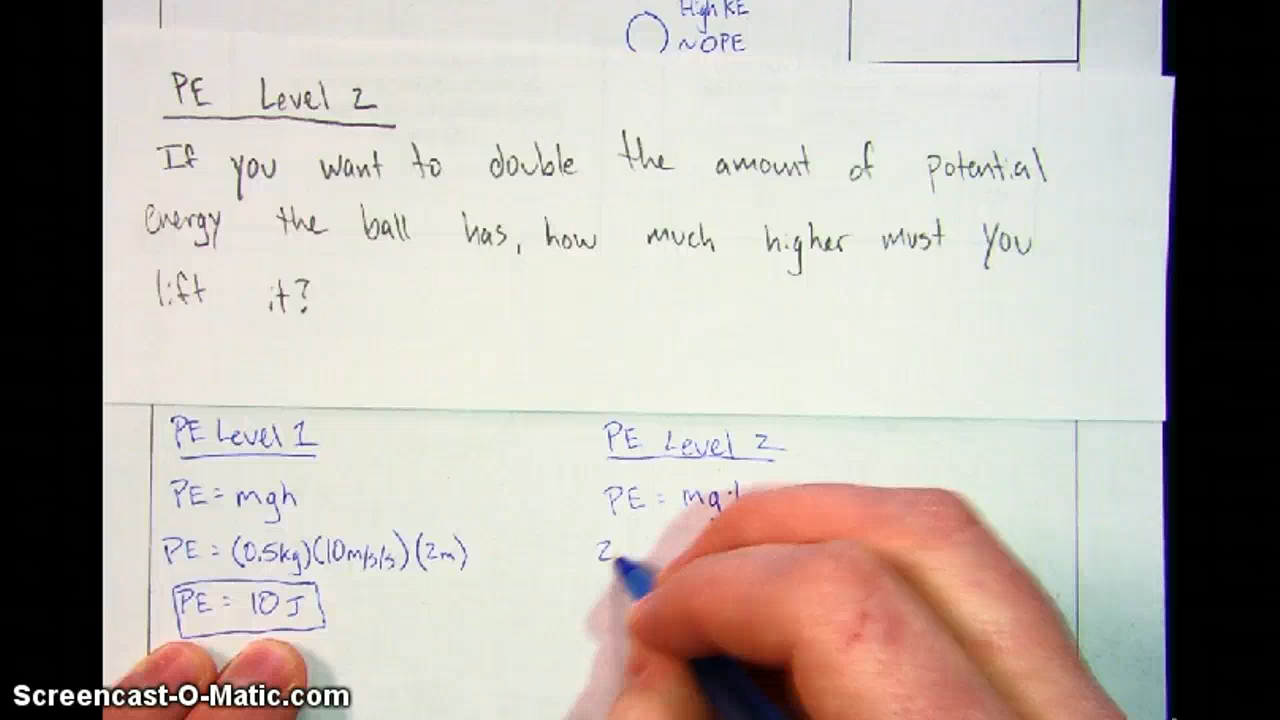 High KE
NOPE
PE Level 2
If you want to double the amount of potential
energy the ball has, how much higher must you
lift it?
PE Level 1
PE = mgh
PE = (0.5kg)(10m/s/s)(2m)
PE = 10 J
PE Level 2
PE = mg
2
Screencast-O-Matic.com